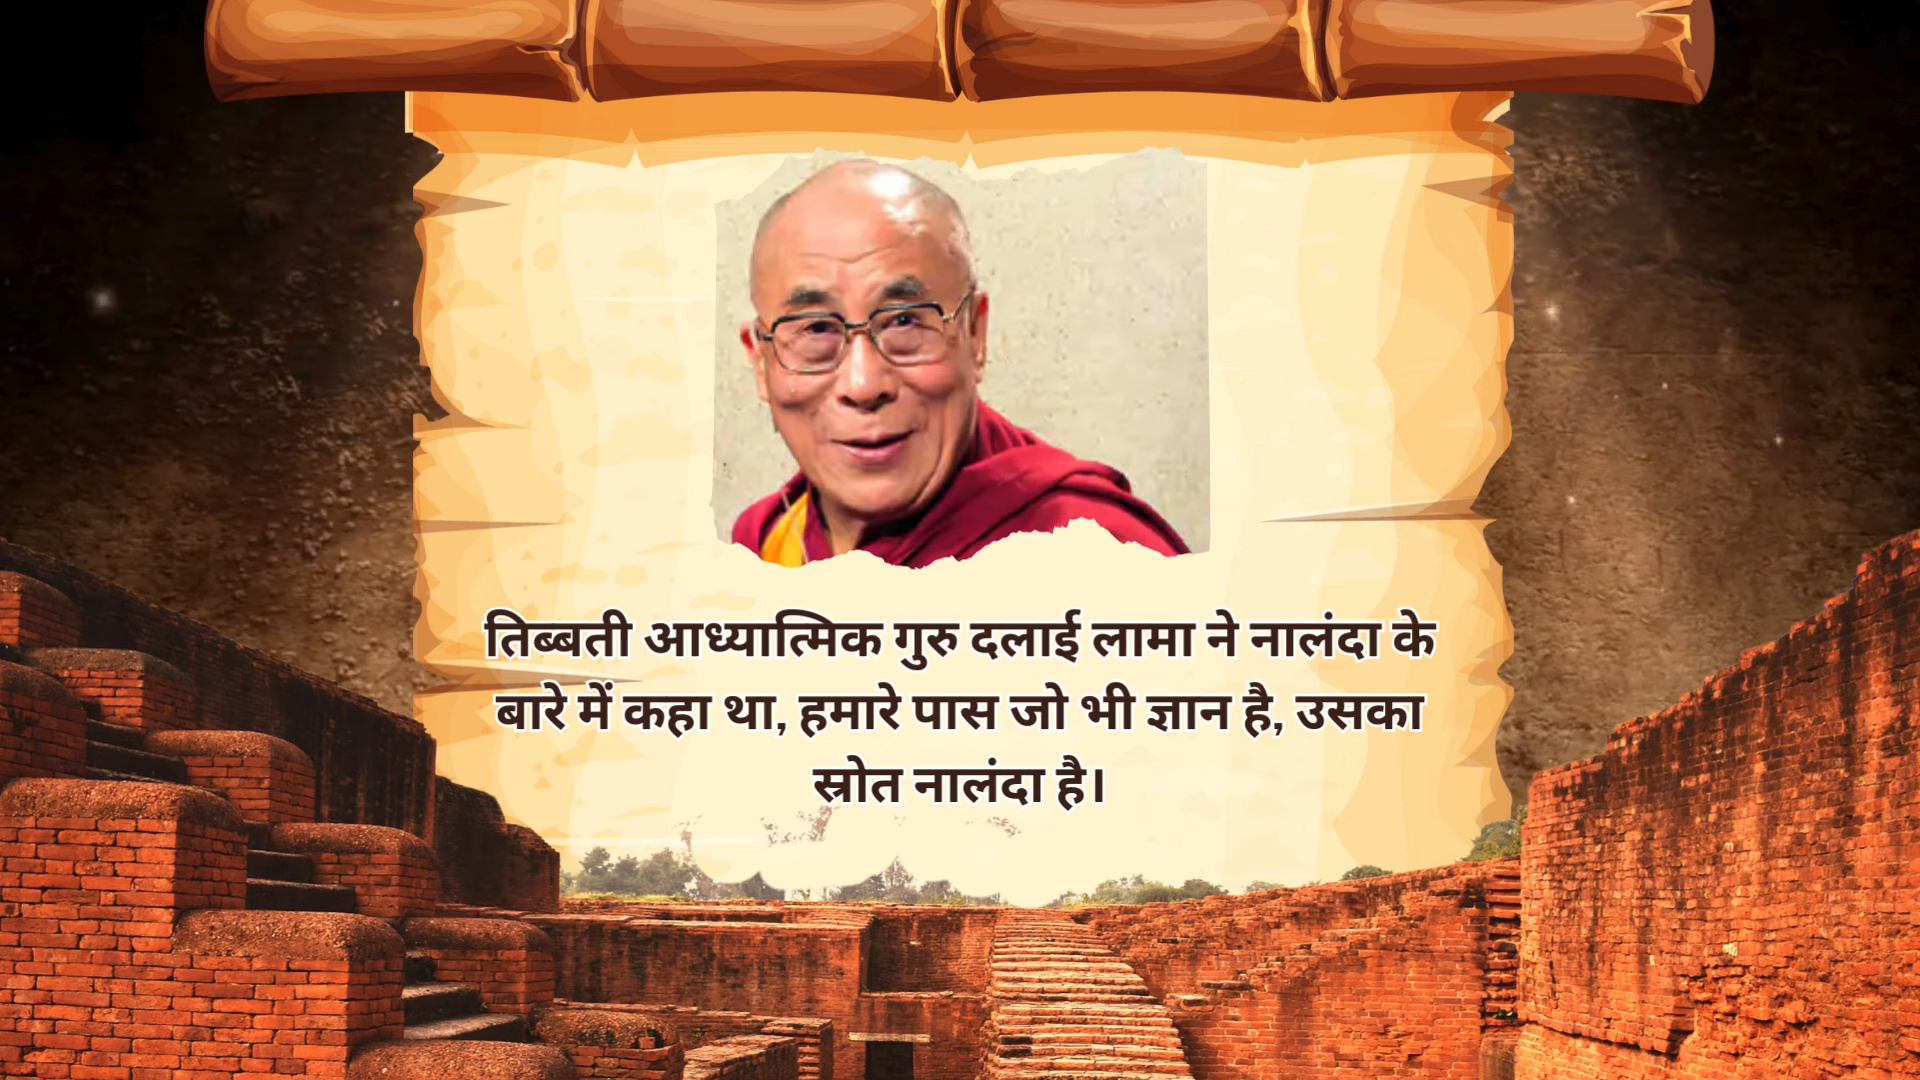 तिब्बती आध्यात्मिक गुरु दलाई लामा ने नालंदा के
बारे में कहा था, हमारे पास जो भी ज्ञान है, उसका
स्रोत नालंदा है।